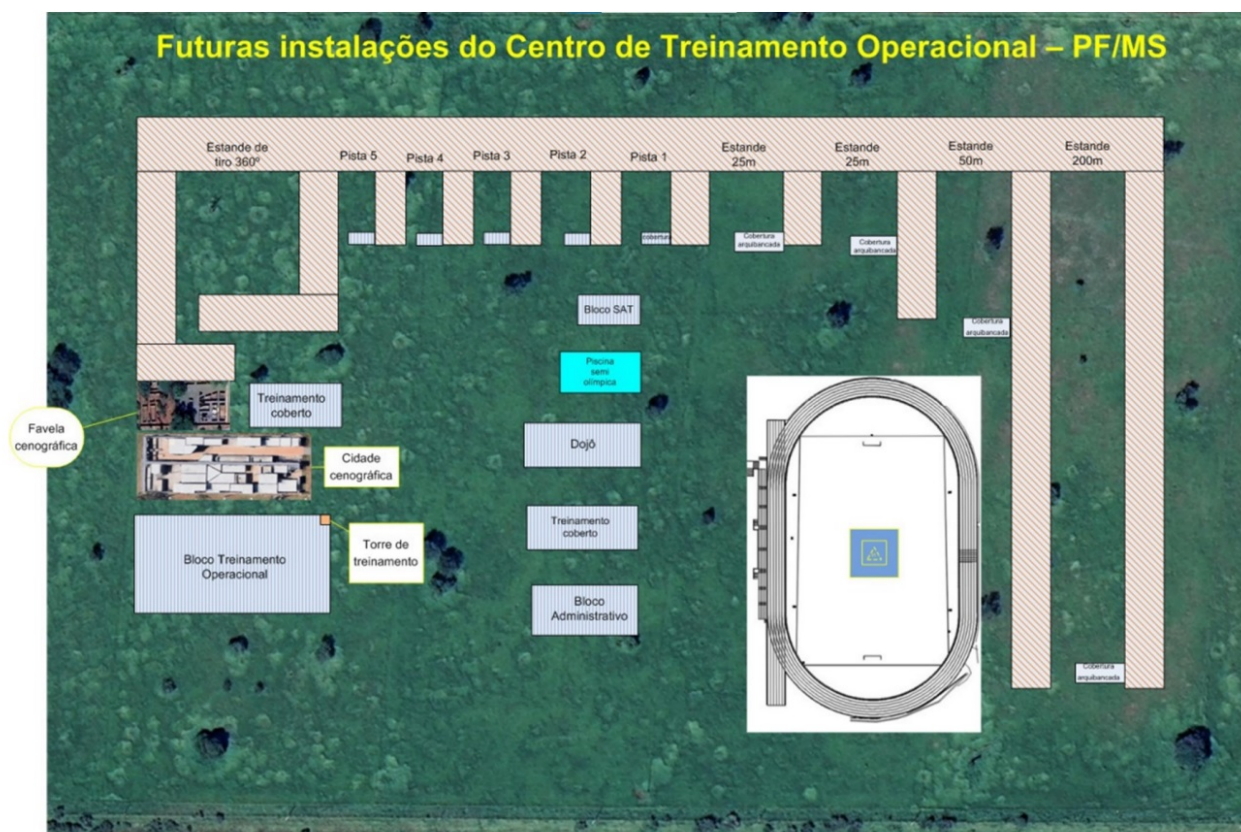 Futuras instalações do Centro de Treinamento Operacional – PF/MS
Estande de
tiro 360º
Pista 5
Pista 4
Pista 3
Pista 2
Pista 1
Estande
25m
Estande
25m
Estande
50m
Estande
200m
cobertura
Cobertura
arquibancada
Cobertura
arquibancada
Cobertura
arquibancada
Bloco SAT
Piscina
semi
olímpica
Treinamento
coberto
Favela
cenográfica
Dojô
Cidade
cenográfica
Treinamento
coberto
Torre de
treinamento
Bloco Treinamento
Operacional
Bloco
Administrativo
Cobertura
arquibancada